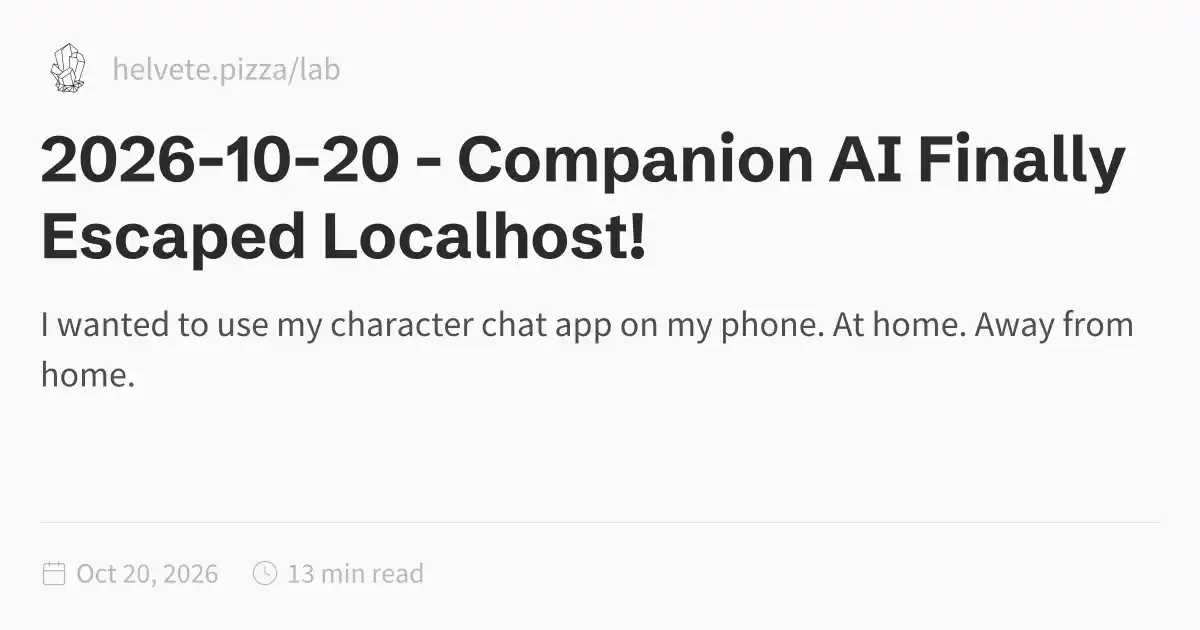 helvete.pizza/lab
2026-10-20 - Companion AI Finally
Escaped Localhost!
I wanted to use my character chat app on my phone. At home. Away from
home.
Oct 20, 2026 13 min read